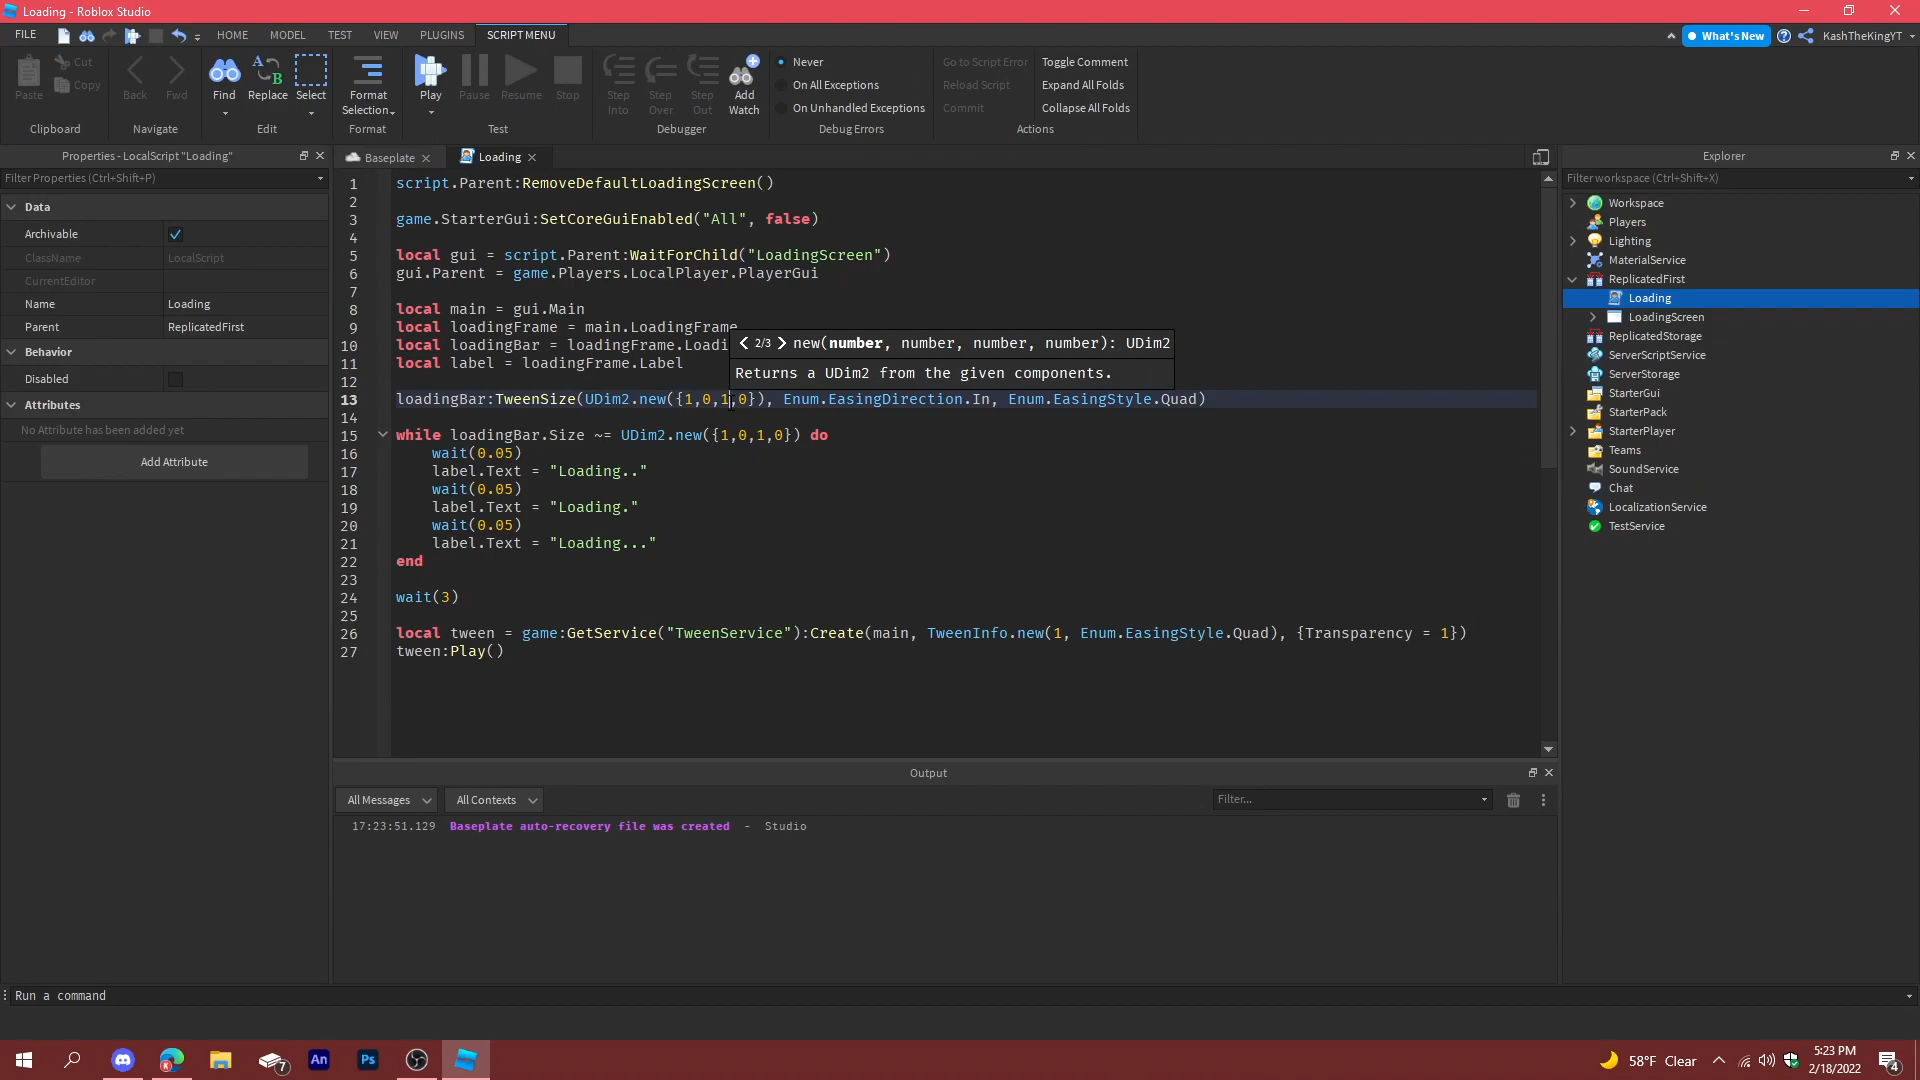 Loading - Roblox Studio
FILE HOME MODEL TEST VIEW PLUGINS SCRIPT MENU What's New KashTheKingYT
Paste Cut Copy Back Fwd Find Replace Select Format Selection Play Pause Resume Stop Step Into Step Over Step Out Add Watch
Never On All Exceptions On Unhandled Exceptions
Go to Script Error Reload Script Commit
Toggle Comment Expand All Folds Collapse All Folds
Clipboard Navigate Edit Format Test Debugger Debug Errors Actions
Properties - LocalScript "Loading"
Filter Properties (Ctrl+Shift+P)
Data
Archivable
ClassName LocalScript
CurrentEditor
Name Loading
Parent ReplicatedFirst
Behavior
Disabled
Attributes
No Attribute has been added yet
Add Attribute
Baseplate Loading
1 script.Parent:RemoveDefaultLoadingScreen()
2
3 game.StarterGui:SetCoreGuiEnabled("All", false)
4
5 local gui = script.Parent:WaitForChild("LoadingScreen")
6 gui.Parent = game.Players.LocalPlayer.PlayerGui
7
8 local main = gui.Main
9 local loadingFrame = main.LoadingFrame
10 local loadingBar = loadingFrame.Loadi
11 local label = loadingFrame.Label
12
2/3 new(number, number, number, number): UDim2
Returns a UDim2 from the given components.
13 loadingBar:TweenSize(UDim2.new({1,0,1,0}), Enum.EasingDirection.In, Enum.EasingStyle.Quad)
14
15 while loadingBar.Size ~= UDim2.new({1,0,1,0}) do
16 wait(0.05)
17 label.Text = "Loading.."
18 wait(0.05)
19 label.Text = "Loading."
20 wait(0.05)
21 label.Text = "Loading..."
22 end
23
24 wait(3)
25
26 local tween = game:GetService("TweenService"):Create(main, TweenInfo.new(1, Enum.EasingStyle.Quad), {Transparency = 1})
27 tween:Play()
Output
All Messages All Contexts Filter...
17:23:51.129 Baseplate auto-recovery file was created - Studio
Explorer
Filter workspace (Ctrl+Shift+X)
Workspace
Players
Lighting
MaterialService
ReplicatedFirst
Loading
LoadingScreen
ReplicatedStorage
ServerScriptService
ServerStorage
StarterGui
StarterPack
StarterPlayer
Teams
SoundService
Chat
LocalizationService
TestService
Run a command
K 7 An Ps 58°F Clear 5:23 PM
2/18/2022 4